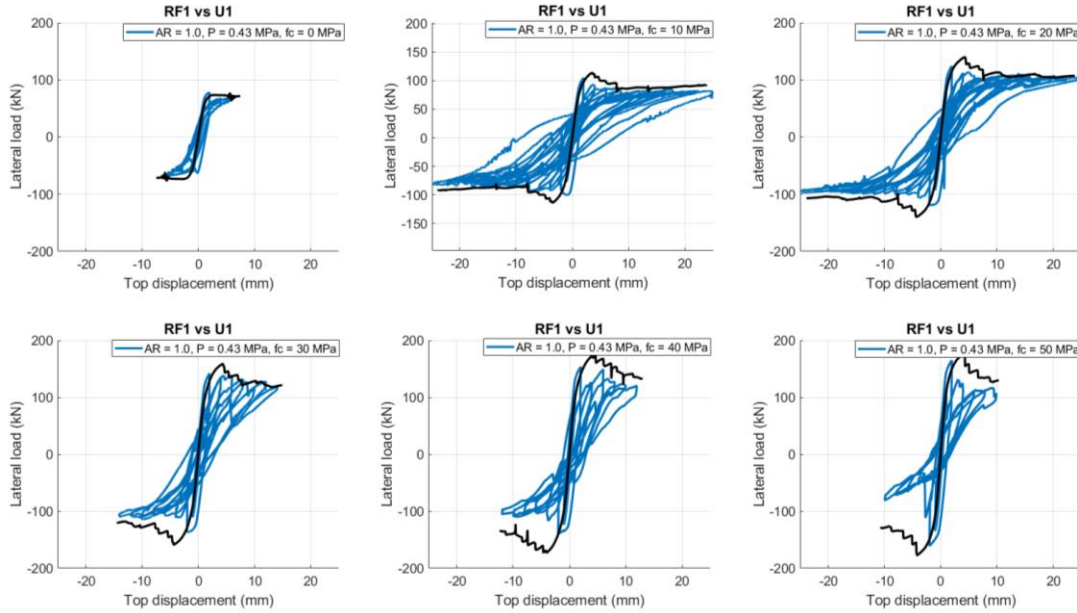 RF1 vs U1
AR = 1.0, P = 0.43 MPa, fc = 0 MPa
200
100
0
-100
-200
Lateral load (kN)
-20 -10 0 10 20
Top displacement (mm)
RF1 vs U1
AR = 1.0, P = 0.43 MPa, fc = 10 MPa
200
150
100
50
0
-50
-100
-150
Lateral load (kN)
-20 -10 0 10 20
Top displacement (mm)
RF1 vs U1
AR = 1.0, P = 0.43 MPa, fc = 20 MPa
200
100
0
-100
-200
Lateral load (kN)
-20 -10 0 10 20
Top displacement (mm)
RF1 vs U1
AR = 1.0, P = 0.43 MPa, fc = 30 MPa
200
100
0
-100
-200
Lateral load (kN)
-20 -10 0 10 20
Top displacement (mm)
RF1 vs U1
AR = 1.0, P = 0.43 MPa, fc = 40 MPa
200
100
0
-100
-200
Lateral load (kN)
-20 -10 0 10 20
Top displacement (mm)
RF1 vs U1
AR = 1.0, P = 0.43 MPa, fc = 50 MPa
200
100
0
-100
-200
Lateral load (kN)
-20 -10 0 10 20
Top displacement (mm)